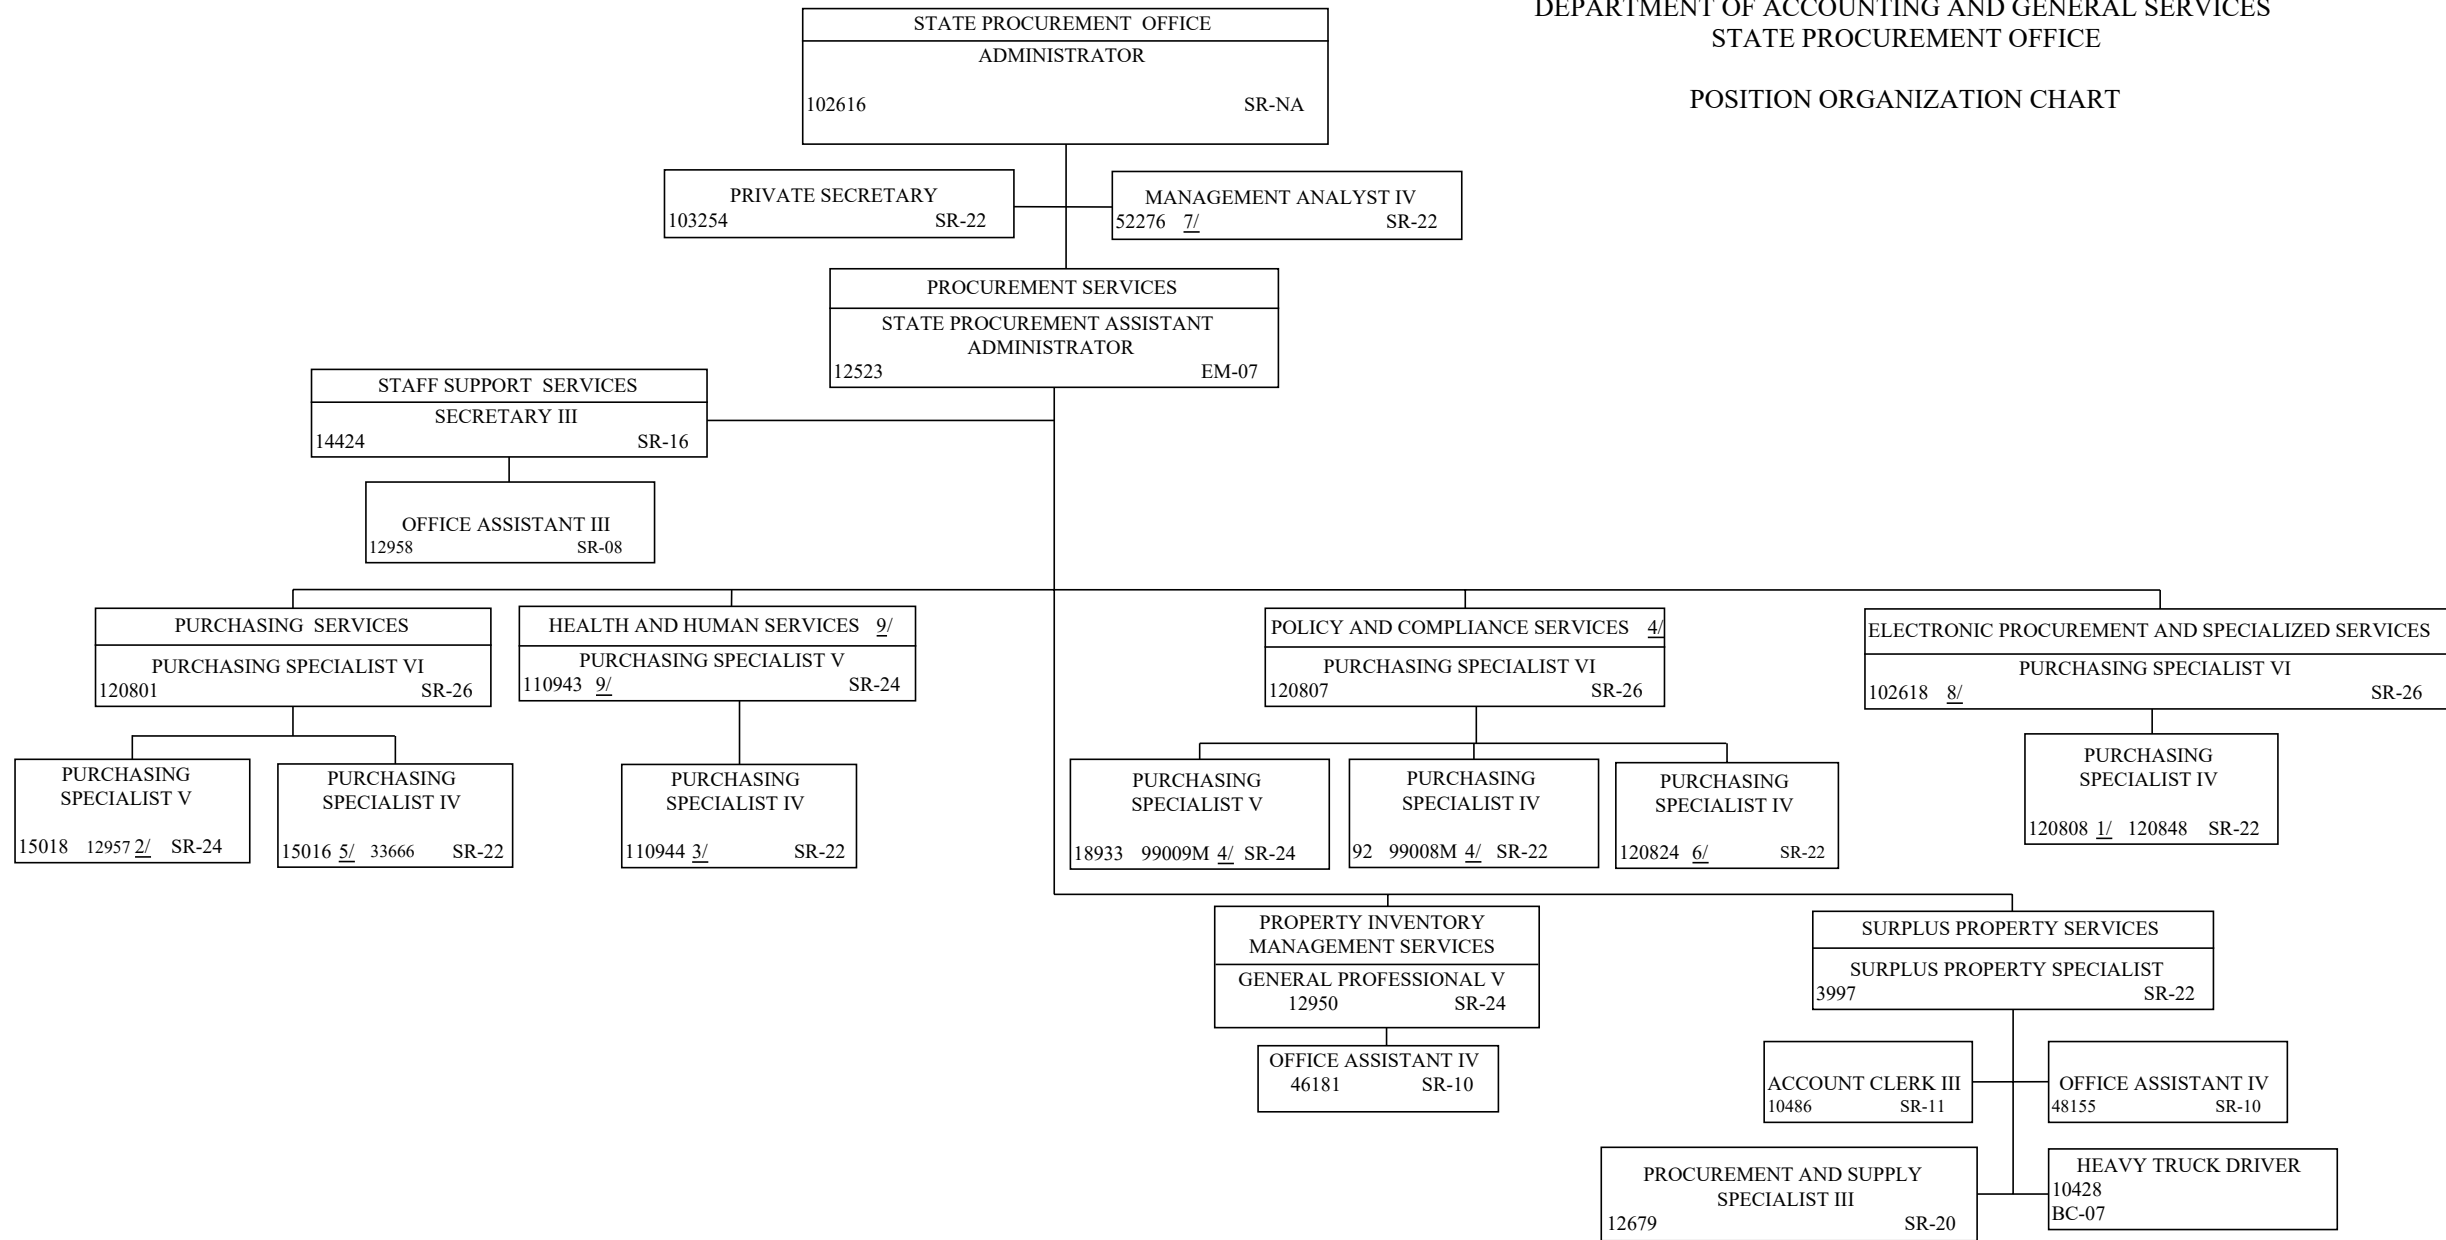 DEPARTMENT OF ACCOUNTING AND GENERAL SERVICES
STATE PROCUREMENT OFFICE
POSITION ORGANIZATION CHART
STATE PROCUREMENT OFFICE
ADMINISTRATOR
102616 SR-NA
PRIVATE SECRETARY
103254 SR-22
MANAGEMENT ANALYST IV
52276 7/ SR-22
PROCUREMENT SERVICES
STATE PROCUREMENT ASSISTANT
ADMINISTRATOR
12523 EM-07
STAFF SUPPORT SERVICES
SECRETARY III
14424 SR-16
OFFICE ASSISTANT III
12958 SR-08
PURCHASING SERVICES
PURCHASING SPECIALIST VI
120801 SR-26
HEALTH AND HUMAN SERVICES 9/
PURCHASING SPECIALIST V
110943 9/ SR-24
POLICY AND COMPLIANCE SERVICES 4/
PURCHASING SPECIALIST VI
120807 SR-26
ELECTRONIC PROCUREMENT AND SPECIALIZED SERVICES
PURCHASING SPECIALIST VI
102618 8/ SR-26
PURCHASING
SPECIALIST V
15018 12957 2/ SR-24
PURCHASING
SPECIALIST IV
15016 5/ 33666 SR-22
PURCHASING
SPECIALIST IV
110944 3/ SR-22
PURCHASING
SPECIALIST V
18933 99009M 4/ SR-24
PURCHASING
SPECIALIST IV
92 99008M 4/ SR-22
PURCHASING
SPECIALIST IV
120824 6/ SR-22
PURCHASING
SPECIALIST IV
120808 1/ 120848 SR-22
PROPERTY INVENTORY
MANAGEMENT SERVICES
GENERAL PROFESSIONAL V
12950 SR-24
OFFICE ASSISTANT IV
46181 SR-10
SURPLUS PROPERTY SERVICES
SURPLUS PROPERTY SPECIALIST
3997 SR-22
ACCOUNT CLERK III
10486 SR-11
OFFICE ASSISTANT IV
48155 SR-10
PROCUREMENT AND SUPPLY
SPECIALIST III
12679 SR-20
HEAVY TRUCK DRIVER
10428
BC-07